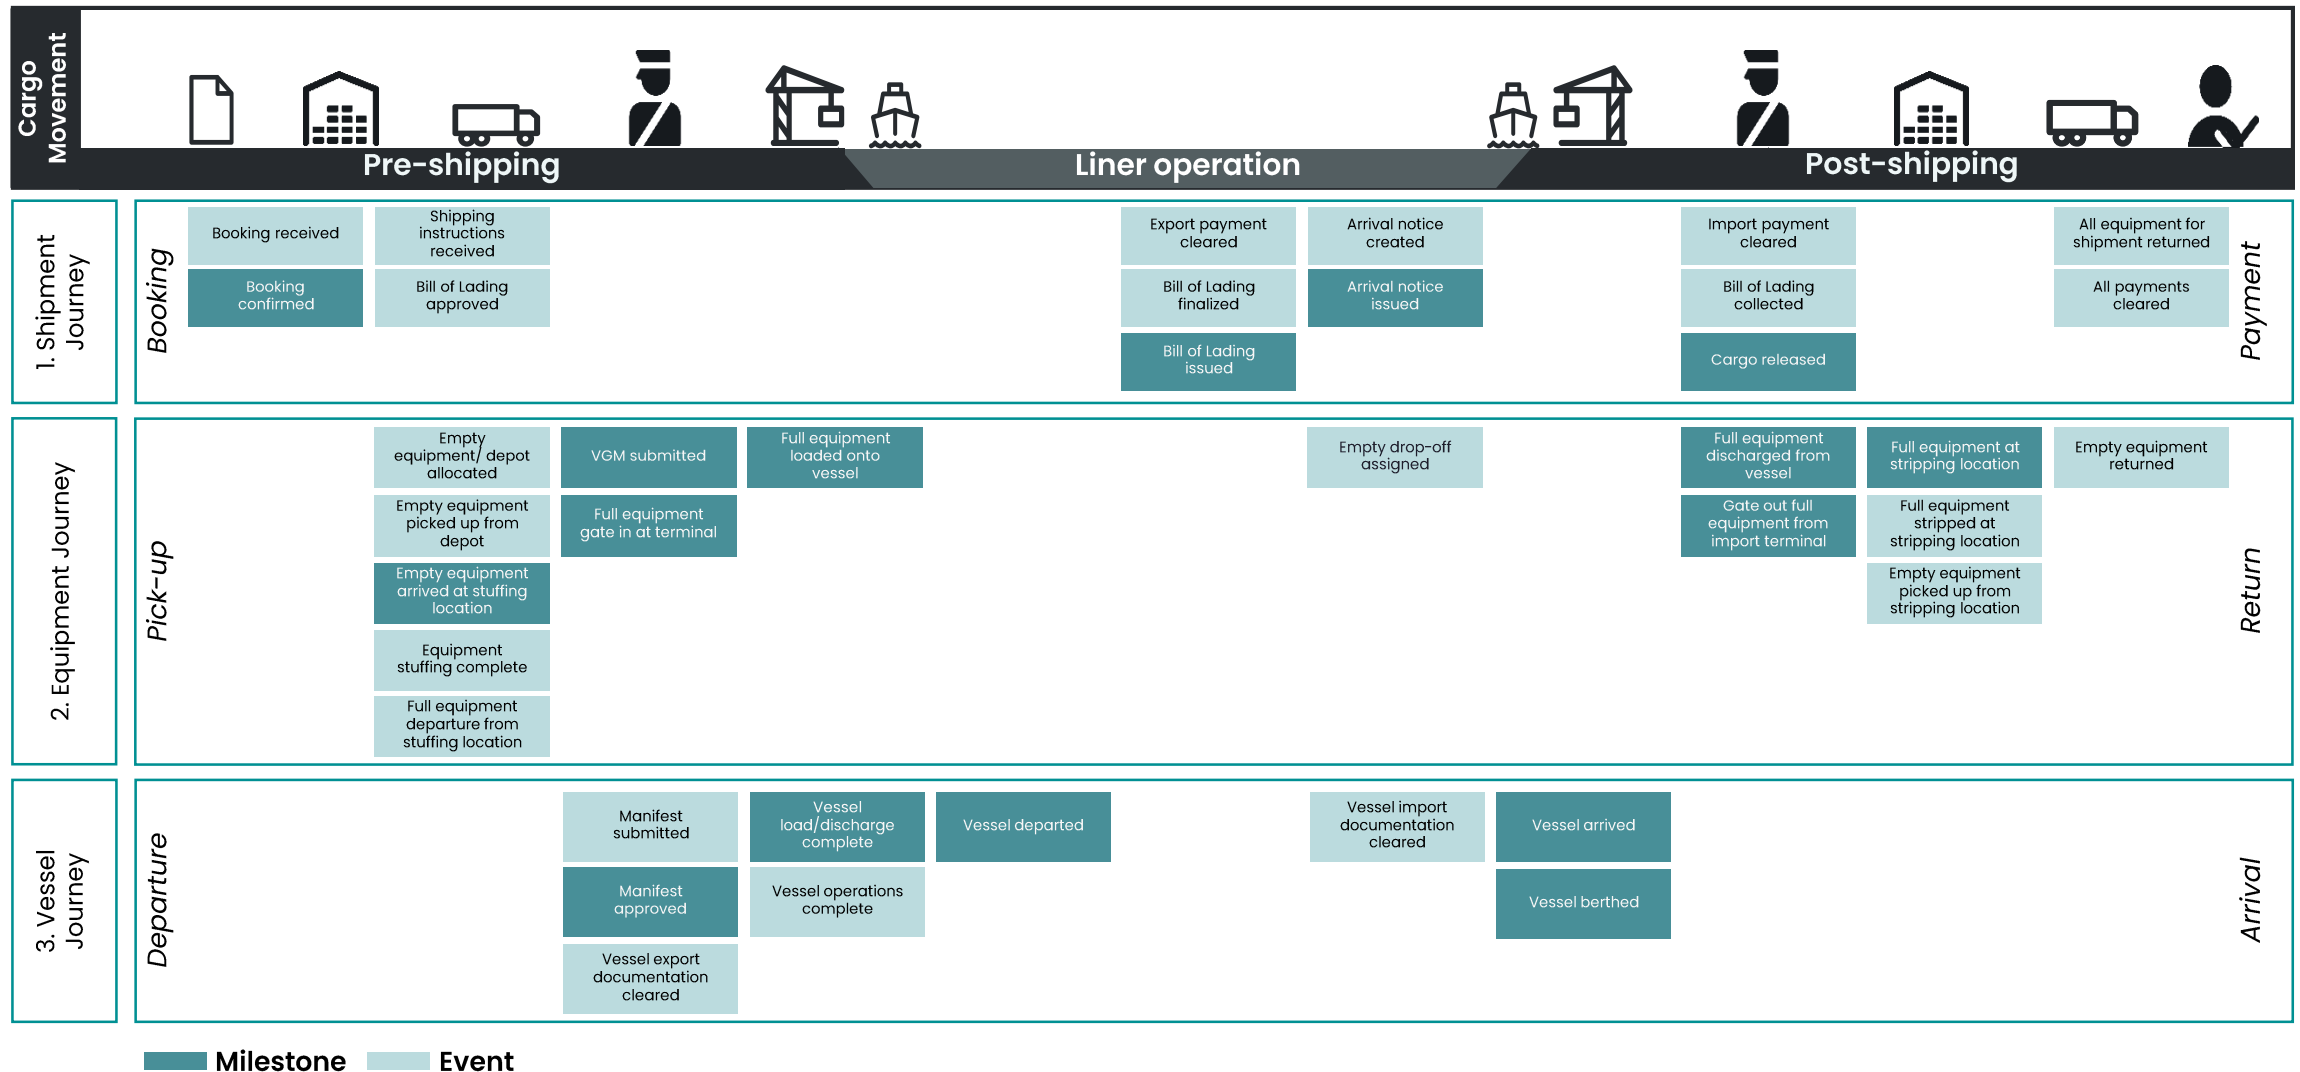 Cargo
Movement
Pre-shipping
Liner operation
Post-shipping
1. Shipment
Journey
Booking
Booking received
Booking
confirmed
Shipping
instructions
received
Bill of Lading
approved
Export payment
cleared
Bill of Lading
finalized
Bill of Lading
issued
Arrival notice
created
Arrival notice
issued
Import payment
cleared
Bill of Lading
collected
Cargo released
All equipment for
shipment returned
All payments
cleared
Payment
2. Equipment Journey
Pick-up
Empty
equipment/ depot
allocated
Empty equipment
picked up from
depot
Empty equipment
arrived at stuffing
location
Equipment
stuffing complete
Full equipment
departure from
stuffing location
VGM submitted
Full equipment
gate in at terminal
Full equipment
loaded onto
vessel
Empty drop-off
assigned
Full equipment
discharged from
vessel
Gate out full
equipment from
import terminal
Full equipment at
stripping location
Full equipment
stripped at
stripping location
Empty equipment
picked up from
stripping location
Empty equipment
returned
Return
3. Vessel
Journey
Departure
Manifest
submitted
Manifest
approved
Vessel export
documentation
cleared
Vessel
load/discharge
complete
Vessel operations
complete
Vessel departed
Vessel import
documentation
cleared
Vessel arrived
Vessel berthed
Arrival
Milestone
Event